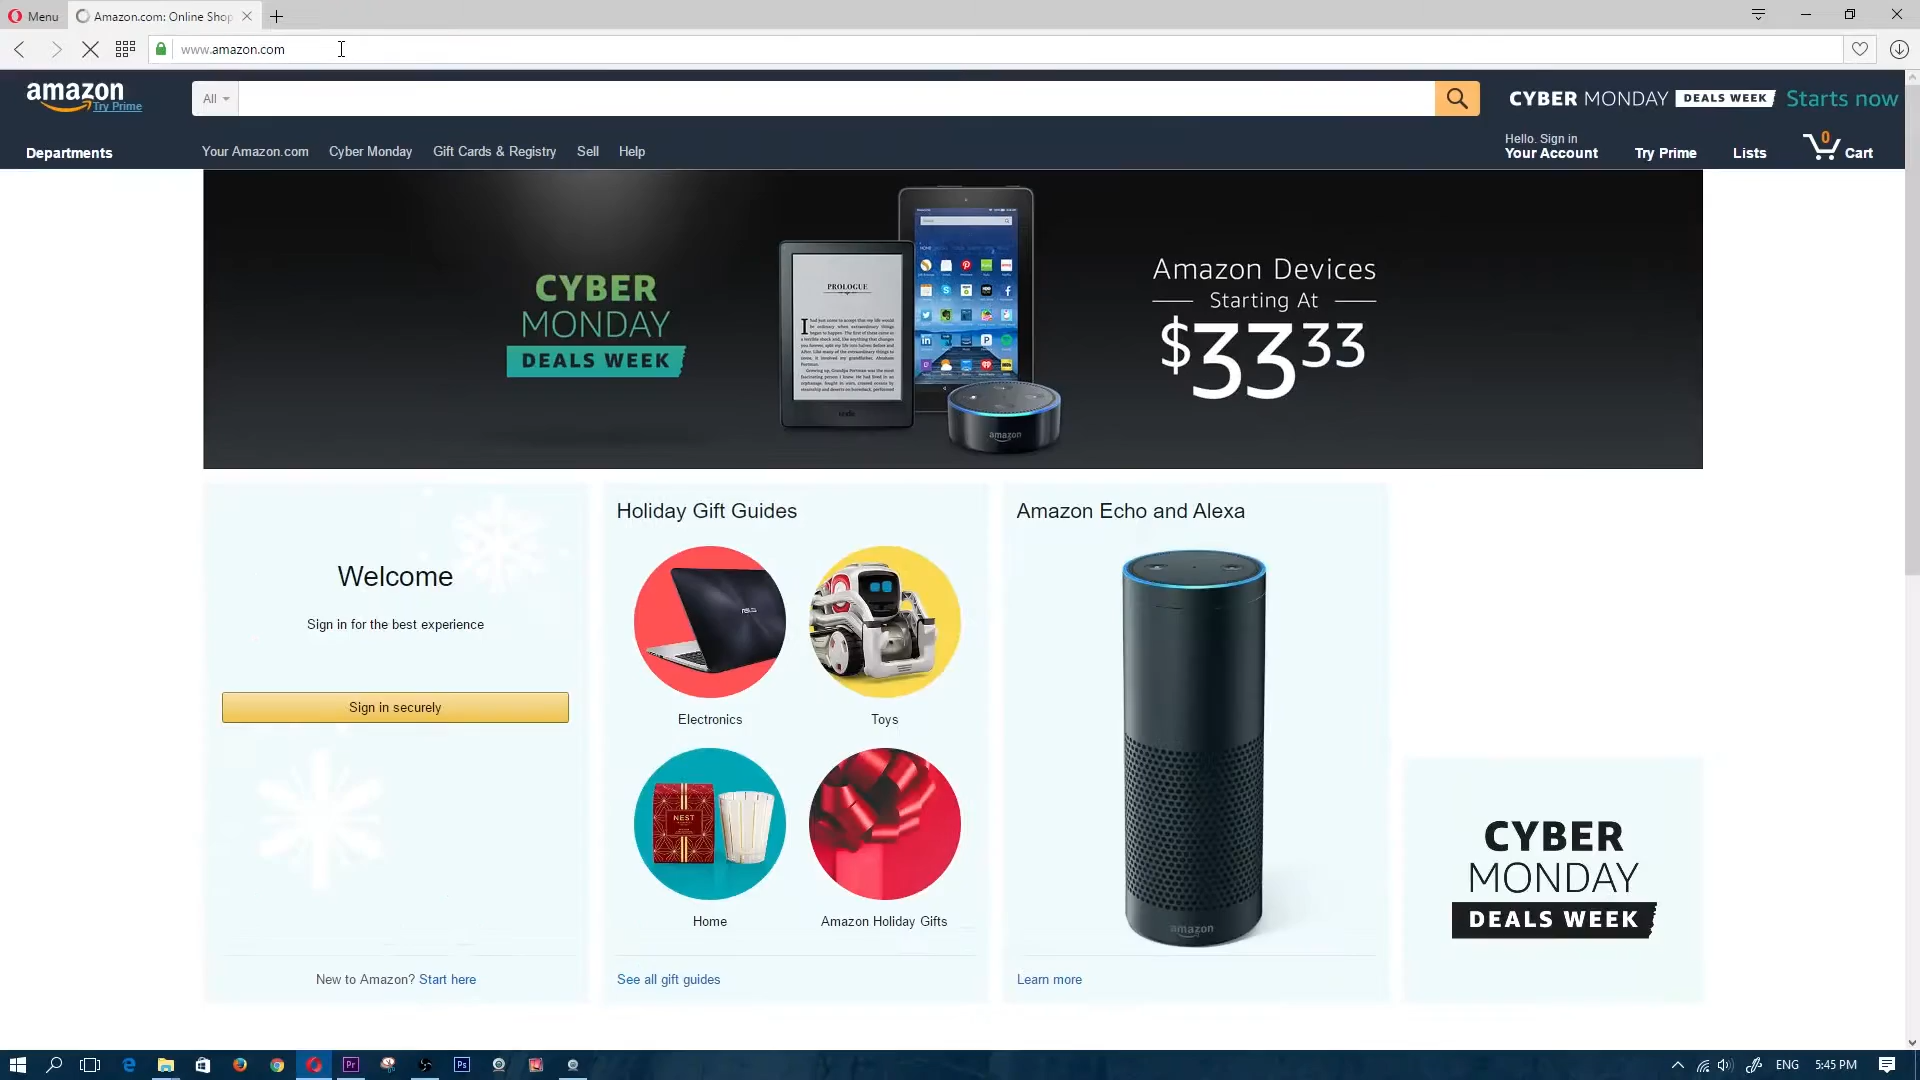 Menu
Amazon.com: Online Shop
www.amazon.com
amazon
Try Prime
All
CYBER MONDAY DEALS WEEK Starts now
Departments
Your Amazon.com
Cyber Monday
Gift Cards & Registry
Sell
Help
Hello. Sign in
Your Account
Try Prime
Lists
0
Cart
CYBER
MONDAY
DEALS WEEK
PROLOGUE
amazon
Amazon Devices
Starting At
$33 33
Welcome
Sign in for the best experience
Sign in securely
New to Amazon? Start here
Holiday Gift Guides
ASUS
Electronics
Toys
NEST
Home
Amazon Holiday Gifts
See all gift guides
Amazon Echo and Alexa
amazon
Learn more
CYBER
MONDAY
DEALS WEEK
Pr
Ps
ENG
5:45 PM